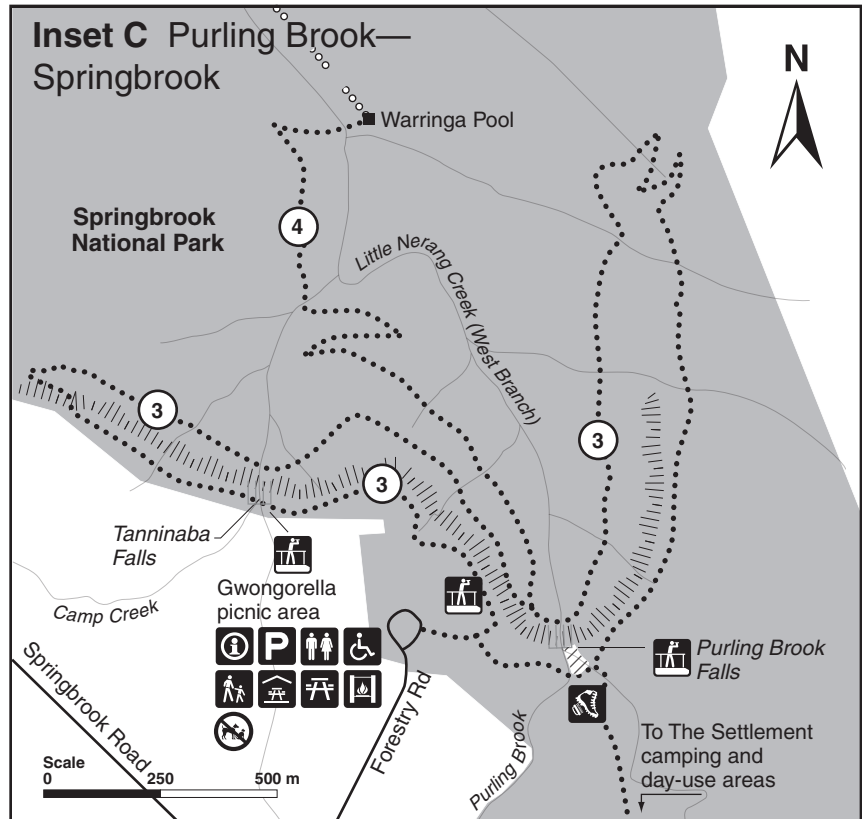 Inset C Purling Brook—
Springbrook
N
Warringa Pool
Springbrook
National Park
4
Little Nerang Creek (West Branch)
3
3
3
Tanninaba
Falls
Camp Creek
Gwongorella
picnic area
i
P
Purling Brook
Falls
Springbrook Road
Forestry Rd
Purling Brook
To The Settlement
camping and
day-use areas
Scale
0 250 500 m